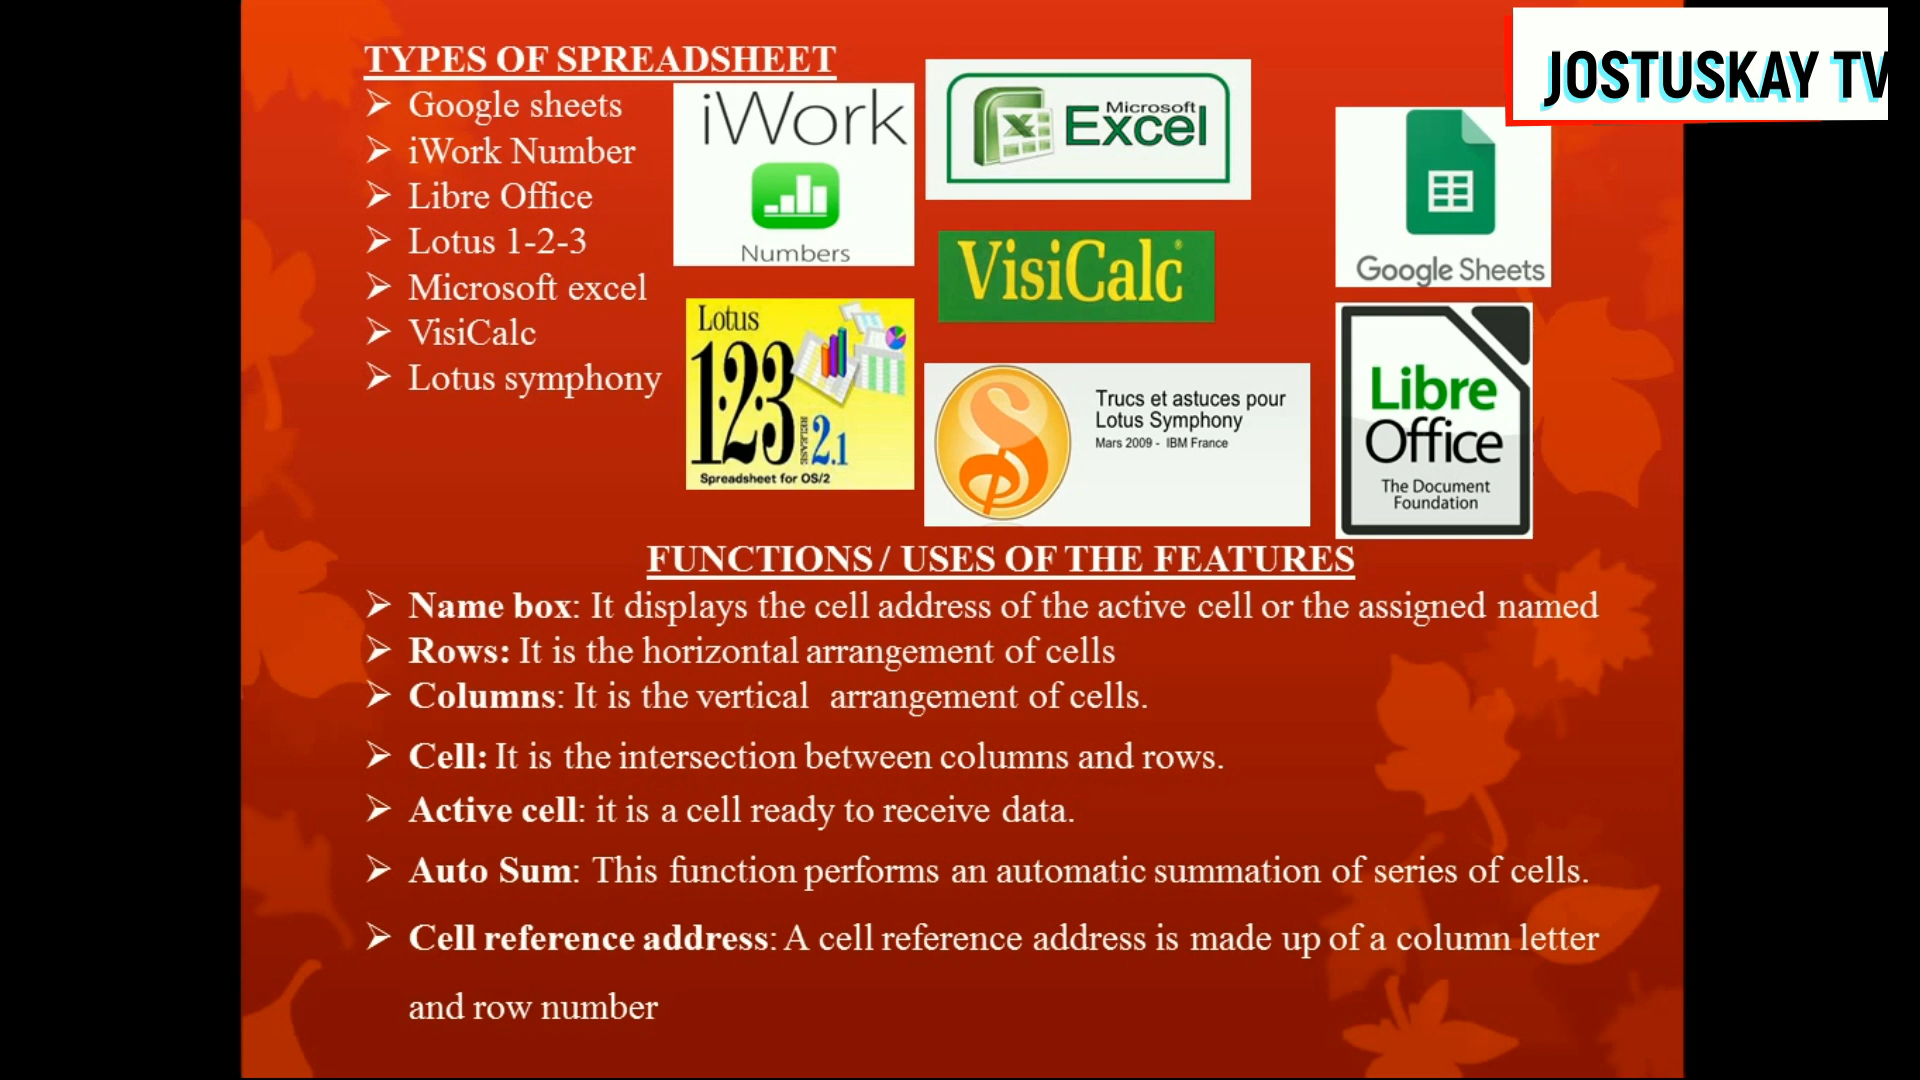 JOSTUSKAY TV
TYPES OF SPREADSHEET
➢ Google sheets
➢ iWork Number
➢ Libre Office
➢ Lotus 1-2-3
➢ Microsoft excel
➢ VisiCalc
➢ Lotus symphony
iWork
Numbers
Microsoft
Excel
Google Sheets
VisiCalc®
Lotus
123
RELEASE 2.1
Spreadsheet for OS/2
Trucs et astuces pour
Lotus Symphony
Mars 2009 - IBM France
Libre
Office
The Document
Foundation
FUNCTIONS / USES OF THE FEATURES
➢ Name box: It displays the cell address of the active cell or the assigned named
➢ Rows: It is the horizontal arrangement of cells
➢ Columns: It is the vertical arrangement of cells.
➢ Cell: It is the intersection between columns and rows.
➢ Active cell: it is a cell ready to receive data.
➢ Auto Sum: This function performs an automatic summation of series of cells.
➢ Cell reference address: A cell reference address is made up of a column letter
and row number